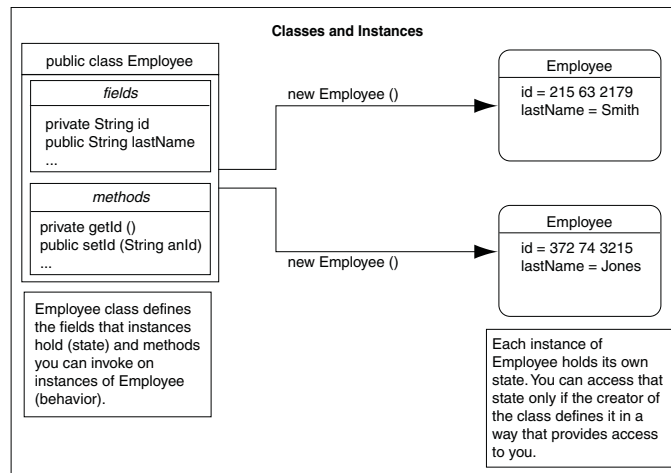 Classes and Instances
public class Employee
fields
private String id
public String lastName
...
methods
private getId ()
public setId (String anId)
...
Employee class defines
the fields that instances
hold (state) and methods
you can invoke on
instances of Employee
(behavior).
new Employee ()
new Employee ()
Employee
id = 215 63 2179
lastName = Smith
Employee
id = 372 74 3215
lastName = Jones
Each instance of
Employee holds its own
state. You can access that
state only if the creator of
the class defines it in a
way that provides access
to you.